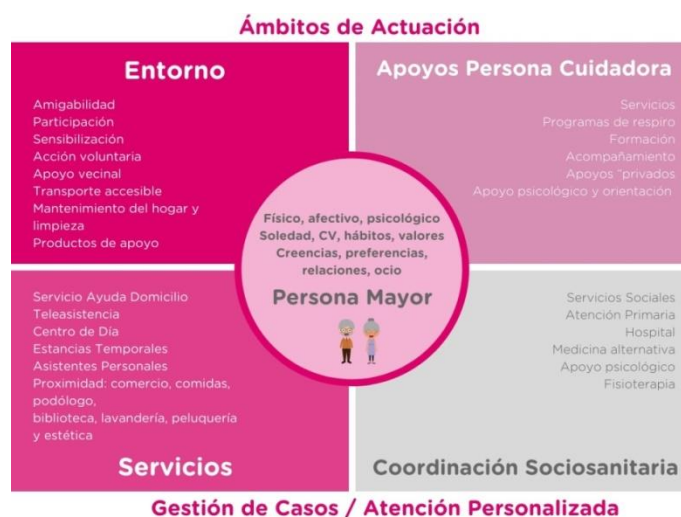 Ámbitos de Actuación
Entorno
Amigabilidad
Participación
Sensibilización
Acción voluntaria
Apoyo vecinal
Transporte accesible
Mantenimiento del hogar y
limpieza
Productos de apoyo
Apoyos Persona Cuidadora
Servicios
Programas de respiro
Formación
Acompañamiento
Apoyos "privados
Apoyo psicológico y orientación
Físico, afectivo, psicológico
Soledad, CV, hábitos, valores
Creencias, preferencias,
relaciones, ocio
Persona Mayor
Servicio Ayuda Domicilio
Teleasistencia
Centro de Día
Estancias Temporales
Asistentes Personales
Proximidad: comercio, comidas,
podólogo,
biblioteca, lavandería, peluquería
y estética
Servicios
Servicios Sociales
Atención Primaria
Hospital
Medicina alternativa
Apoyo psicológico
Fisioterapia
Coordinación Sociosanitaria
Gestión de Casos / Atención Personalizada